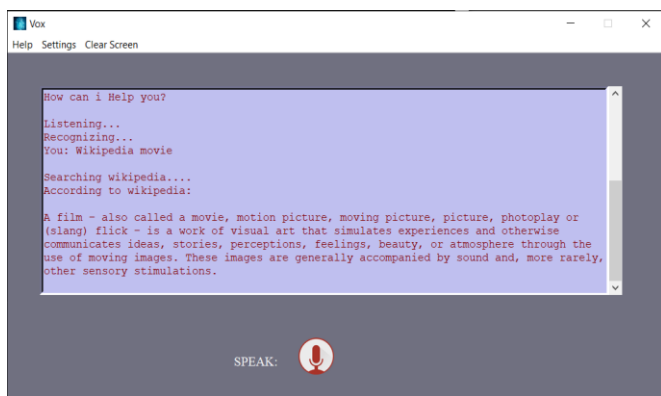 Vox
Help Settings Clear Screen
How can i Help you?
Listening...
Recognizing...
You: Wikipedia movie
Searching wikipedia....
According to wikipedia:
A film - also called a movie, motion picture, moving picture, picture, photoplay or
(slang) flick - is a work of visual art that simulates experiences and otherwise
communicates ideas, stories, perceptions, feelings, beauty, or atmosphere through the
use of moving images. These images are generally accompanied by sound and, more rarely,
other sensory stimulations.
SPEAK: